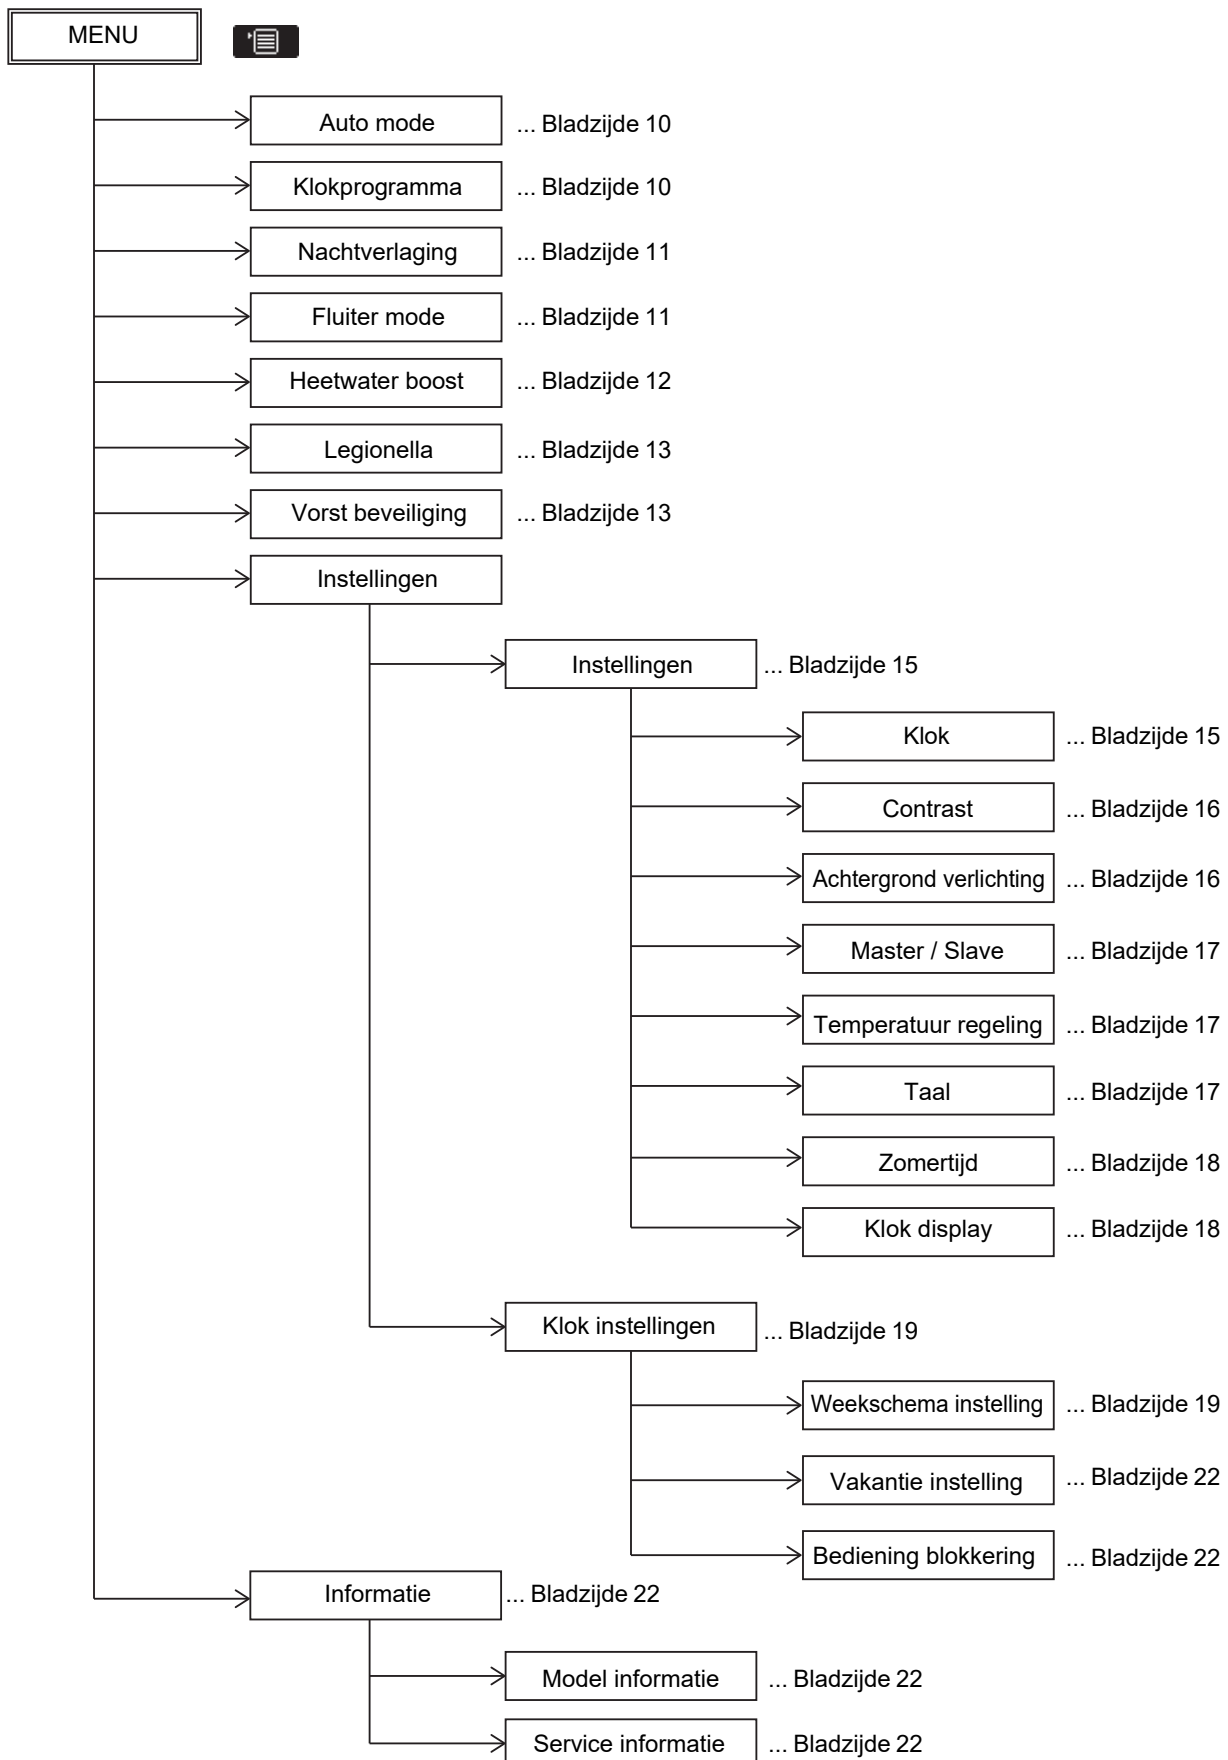 MENU
Auto mode ... Bladzijde 10
Klokprogramma ... Bladzijde 10
Nachtverlaging ... Bladzijde 11
Fluiter mode ... Bladzijde 11
Heetwater boost ... Bladzijde 12
Legionella ... Bladzijde 13
Vorst beveiliging ... Bladzijde 13
Instellingen
Instellingen ... Bladzijde 15
Klok ... Bladzijde 15
Contrast ... Bladzijde 16
Achtergrond verlichting ... Bladzijde 16
Master / Slave ... Bladzijde 17
Temperatuur regeling ... Bladzijde 17
Taal ... Bladzijde 17
Zomertijd ... Bladzijde 18
Klok display ... Bladzijde 18
Klok instellingen ... Bladzijde 19
Weekschema instelling ... Bladzijde 19
Vakantie instelling ... Bladzijde 22
Bediening blokkering ... Bladzijde 22
Informatie ... Bladzijde 22
Model informatie ... Bladzijde 22
Service informatie ... Bladzijde 22